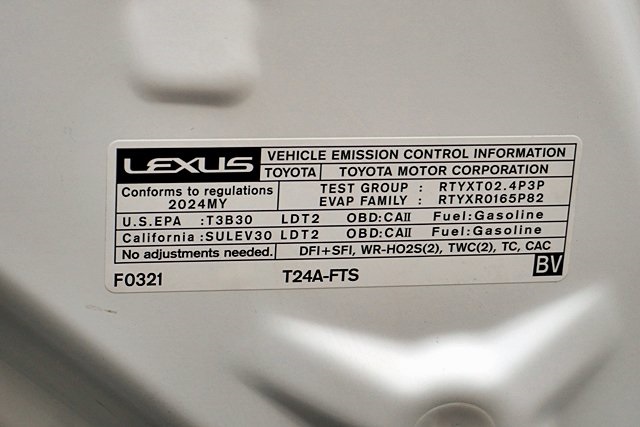 LEXUS VEHICLE EMISSION CONTROL INFORMATION
TOYOTA TOYOTA MOTOR CORPORATION
Conforms to regulations
2024MY
TEST GROUP : RTYXT02.4P3P
EVAP FAMILY : RTYXR0165P82
U.S.EPA :T3B30 LDT2 OBD:CAII Fuel:Gasoline
California :SULEV30 LDT2 OBD:CAII Fuel:Gasoline
No adjustments needed. DFI+SFI, WR-HO2S(2), TWC(2), TC, CAC
F0321 T24A-FTS BV